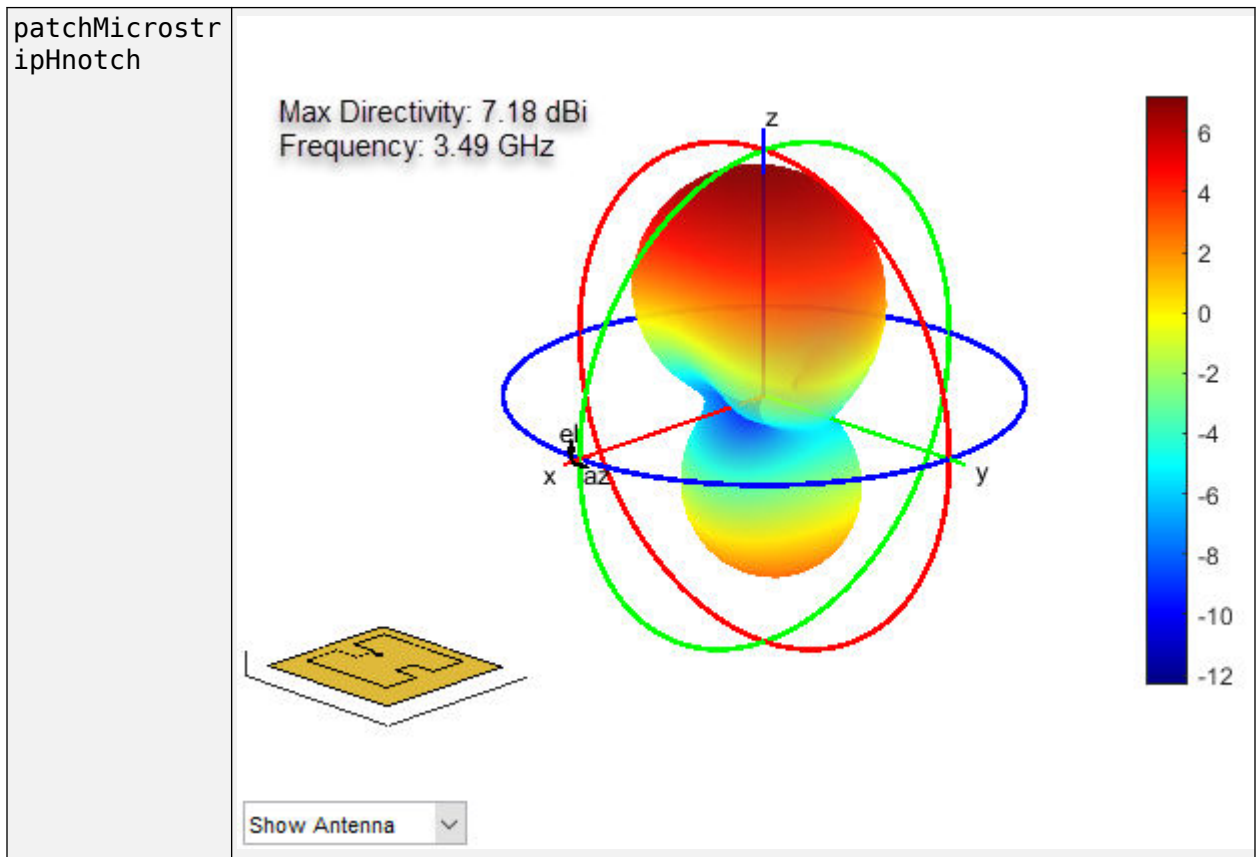 patchMicrostr
ipHnotch
Max Directivity: 7.18 dBi
Frequency: 3.49 GHz
z
el
x
az
y
6
4
2
0
-2
-4
-6
-8
-10
-12
Show Antenna